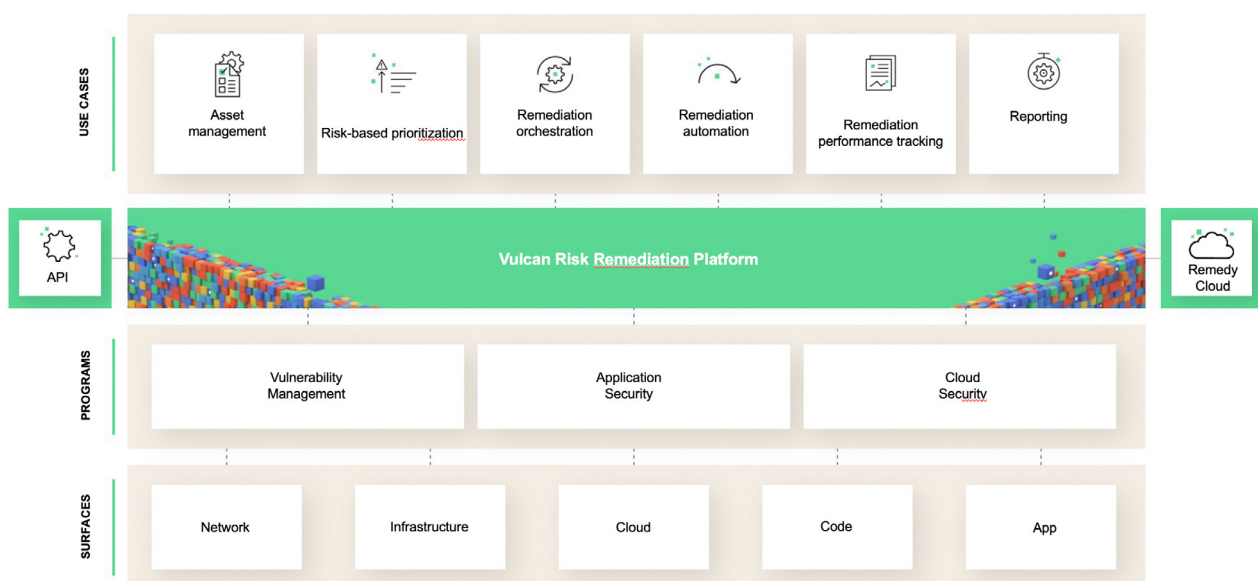 USE CASES
Asset
management
Risk-based prioritization
Remediation
orchestration
Remediation
automation
Remediation
performance tracking
Reporting
API
Vulcan Risk Remediation Platform
Remedy
Cloud
PROGRAMS
Vulnerability
Management
Application
Security
Cloud
Security
SURFACES
Network
Infrastructure
Cloud
Code
App